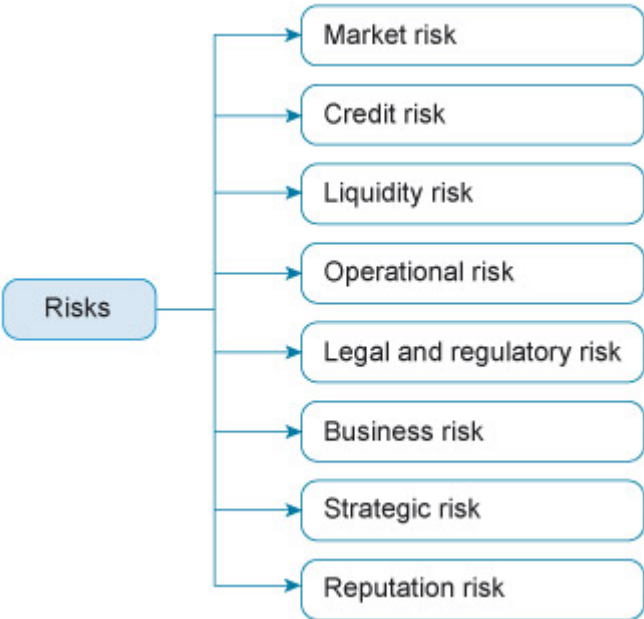 Market risk
Credit risk
Liquidity risk
Operational risk
Risks
Legal and regulatory risk
Business risk
Strategic risk
Reputation risk